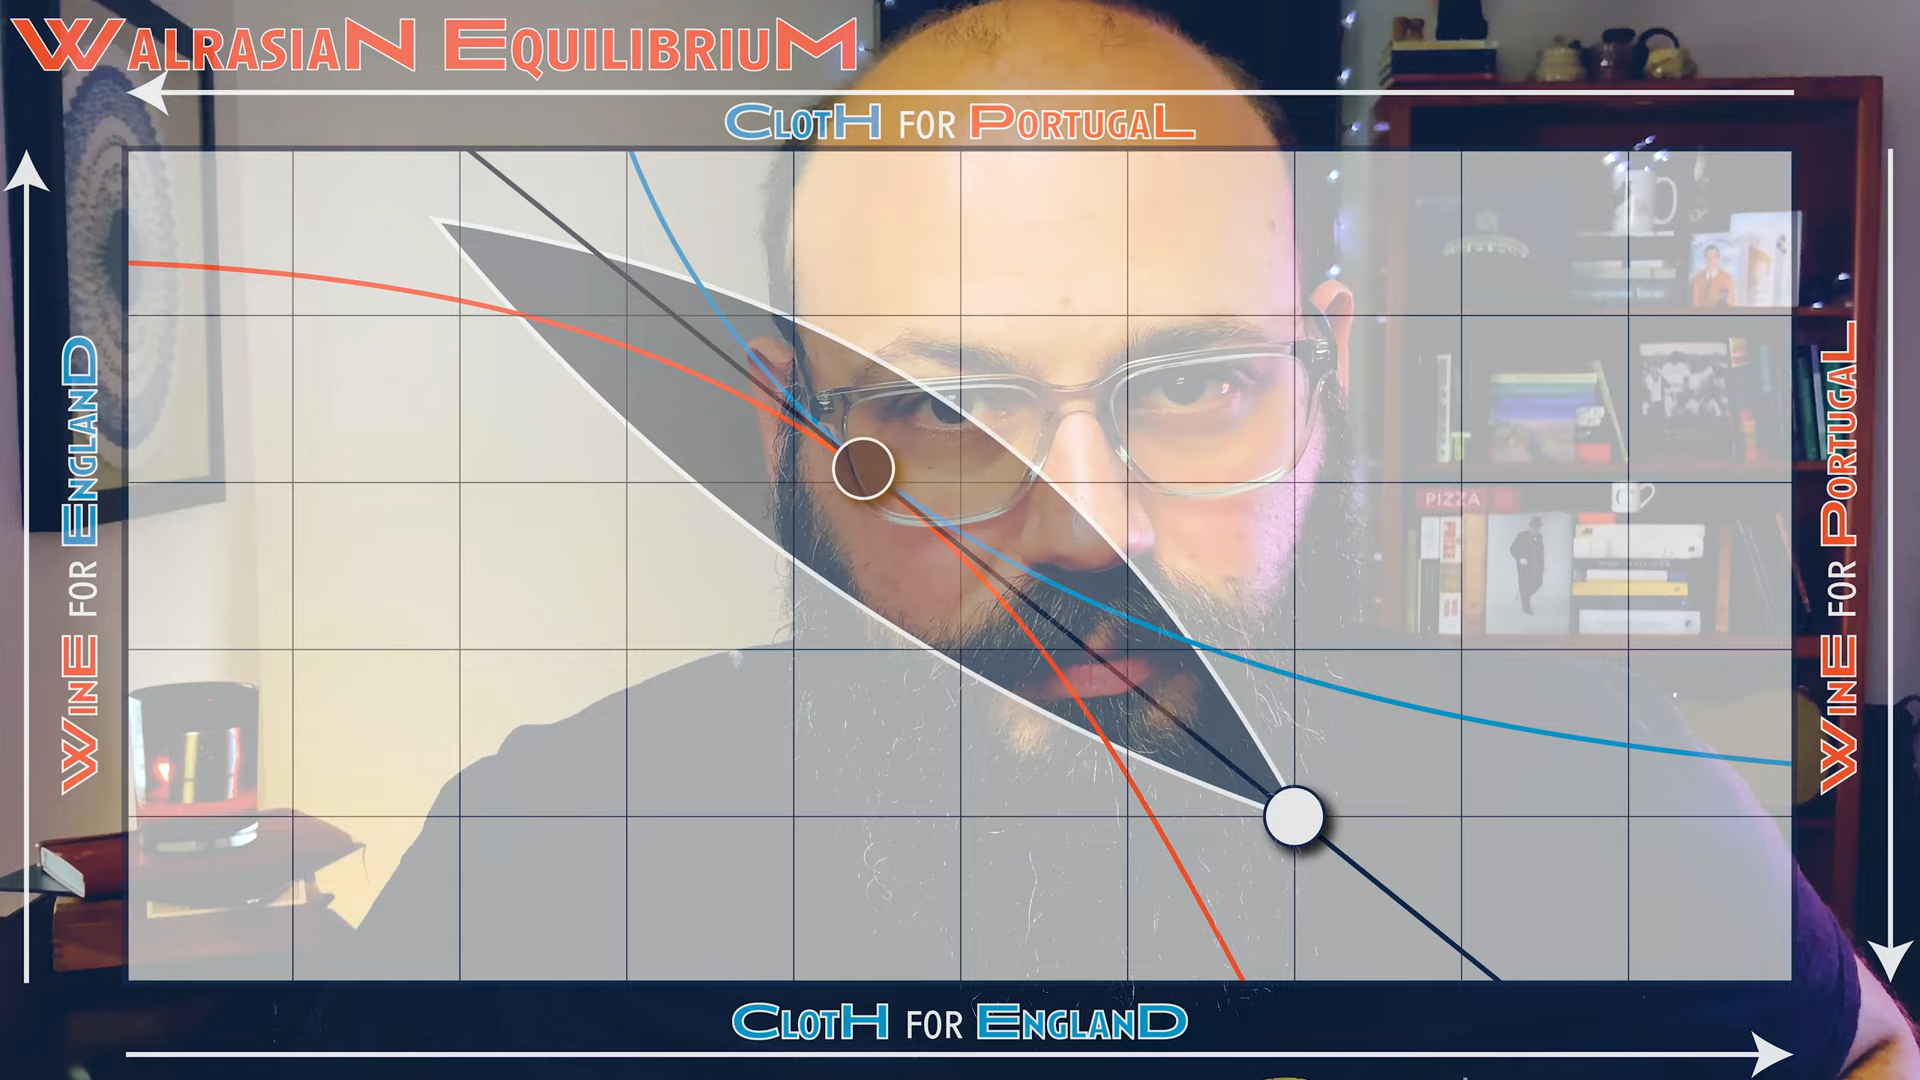 WALRASIAN EQUILIBRIUM
CLOTH FOR PORTUGAL
WINE FOR ENGLAND
WINE FOR PORTUGAL
PIZZA
CLOTH FOR ENGLAND